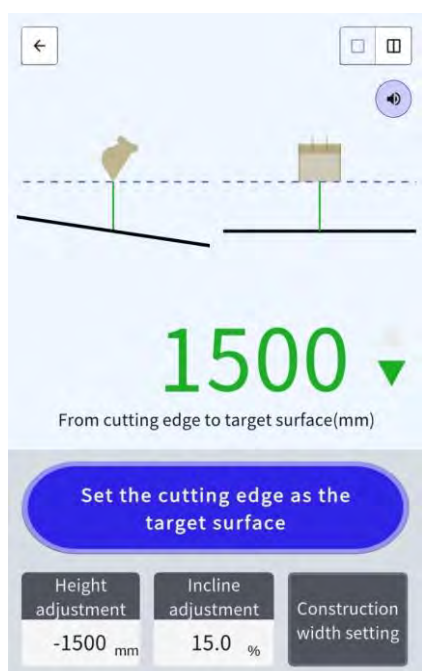 1500
From cutting edge to target surface(mm)
Set the cutting edge as the
target surface
Height
adjustment
-1500 mm
Incline
adjustment
15.0 %
Construction
width setting